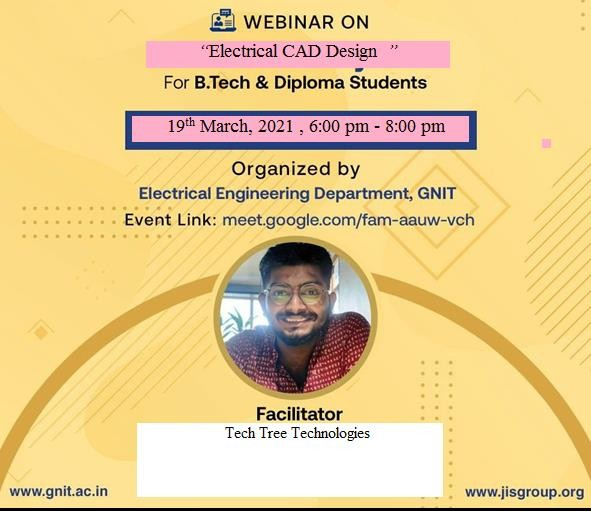 WEBINAR ON
“Electrical CAD Design ”
For B.Tech & Diploma Students
19th March, 2021 , 6:00 pm - 8:00 pm
Organized by
Electrical Engineering Department, GNIT
Event Link: meet.google.com/fam-aauw-vch
Facilitator
Tech Tree Technologies
www.gnit.ac.in
www.jisgroup.org